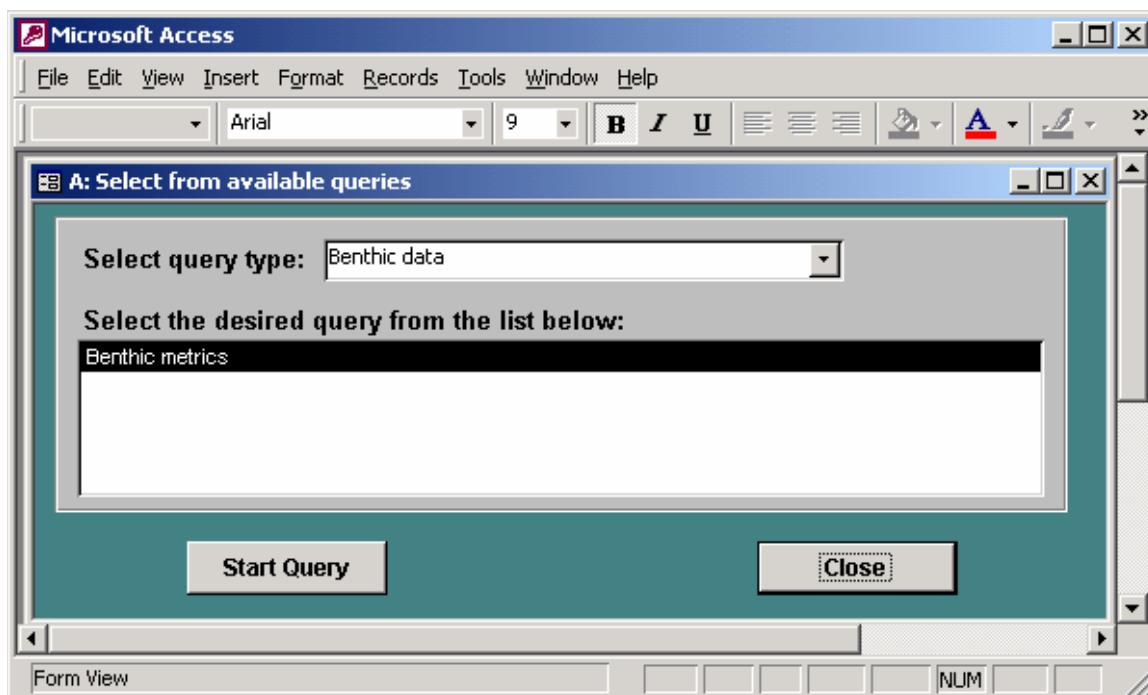 Microsoft Access
File Edit View Insert Format Records Tools Window Help
Arial 9 B I U A
A: Select from available queries
Select query type: Benthic data
Select the desired query from the list below:
Benthic metrics
Start Query Close
Form View NUM